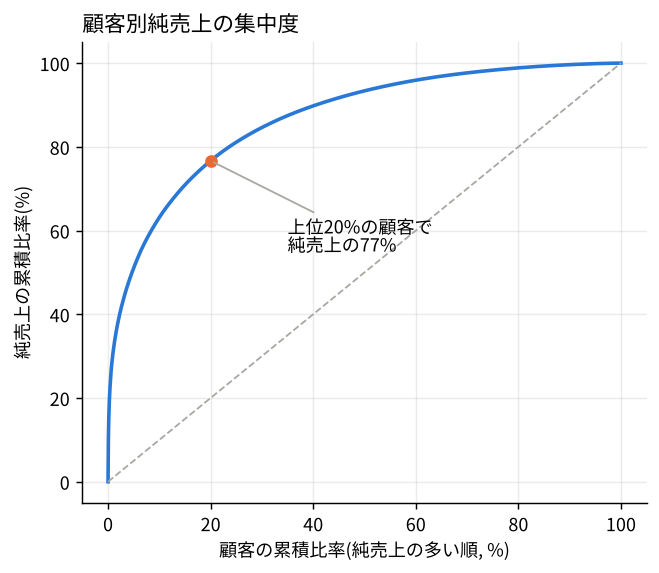 顧客別純売上の集中度
純売上の累積比率(%)
100
80
60
40
20
0
上位20%の顧客で
純売上の77%
0 20 40 60 80 100
顧客の累積比率(純売上の多い順, %)